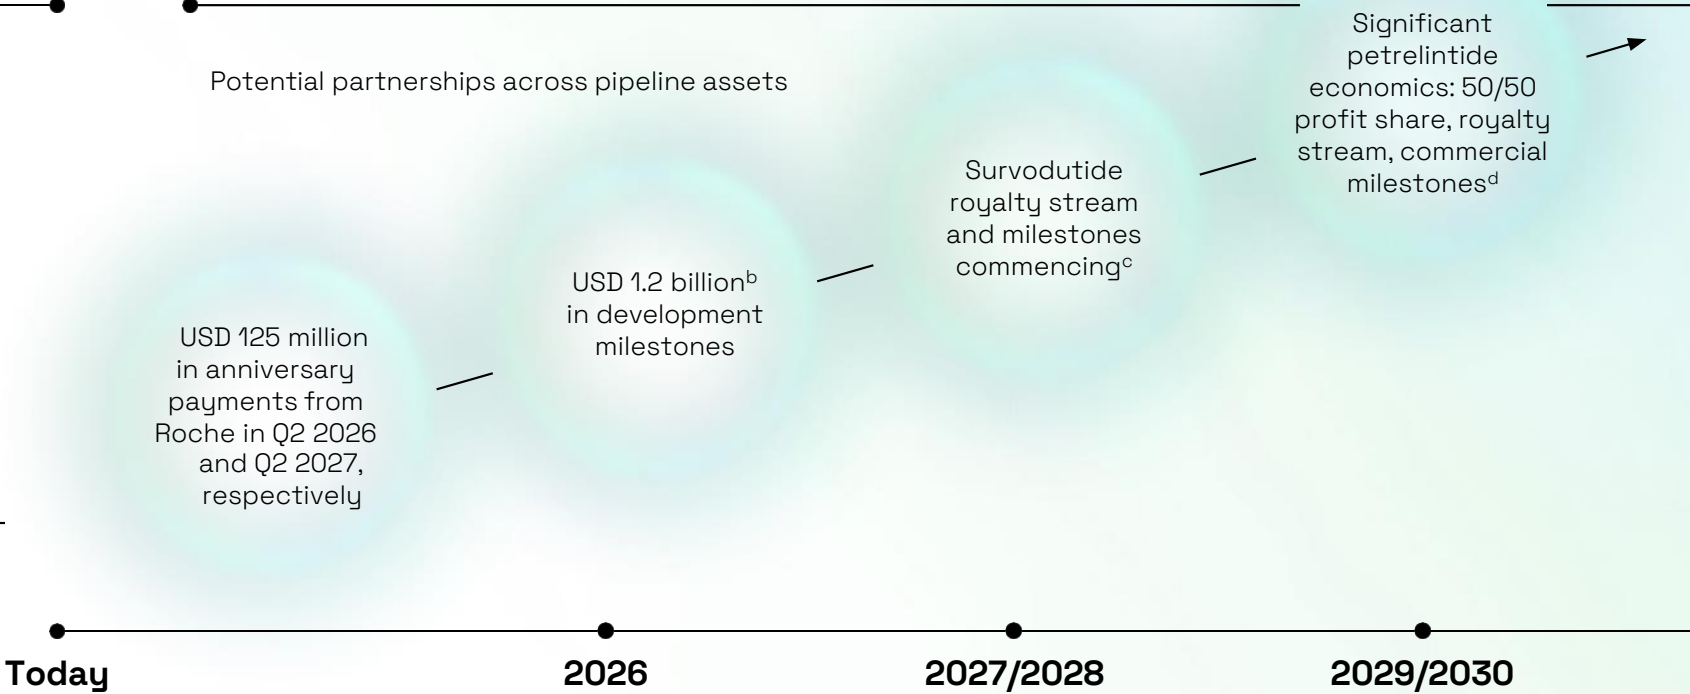 Potential partnerships across pipeline assets
USD 125 million
in anniversary
payments from
Roche in Q2 2026
and Q2 2027,
respectively
USD 1.2 billionᵇ
in development
milestones
Survodutide
royalty stream
and milestones
commencingᶜ
Significant
petrelintide
economics: 50/50
profit share, royalty
stream, commercial
milestonesᵈ
Today
2026
2027/2028
2029/2030